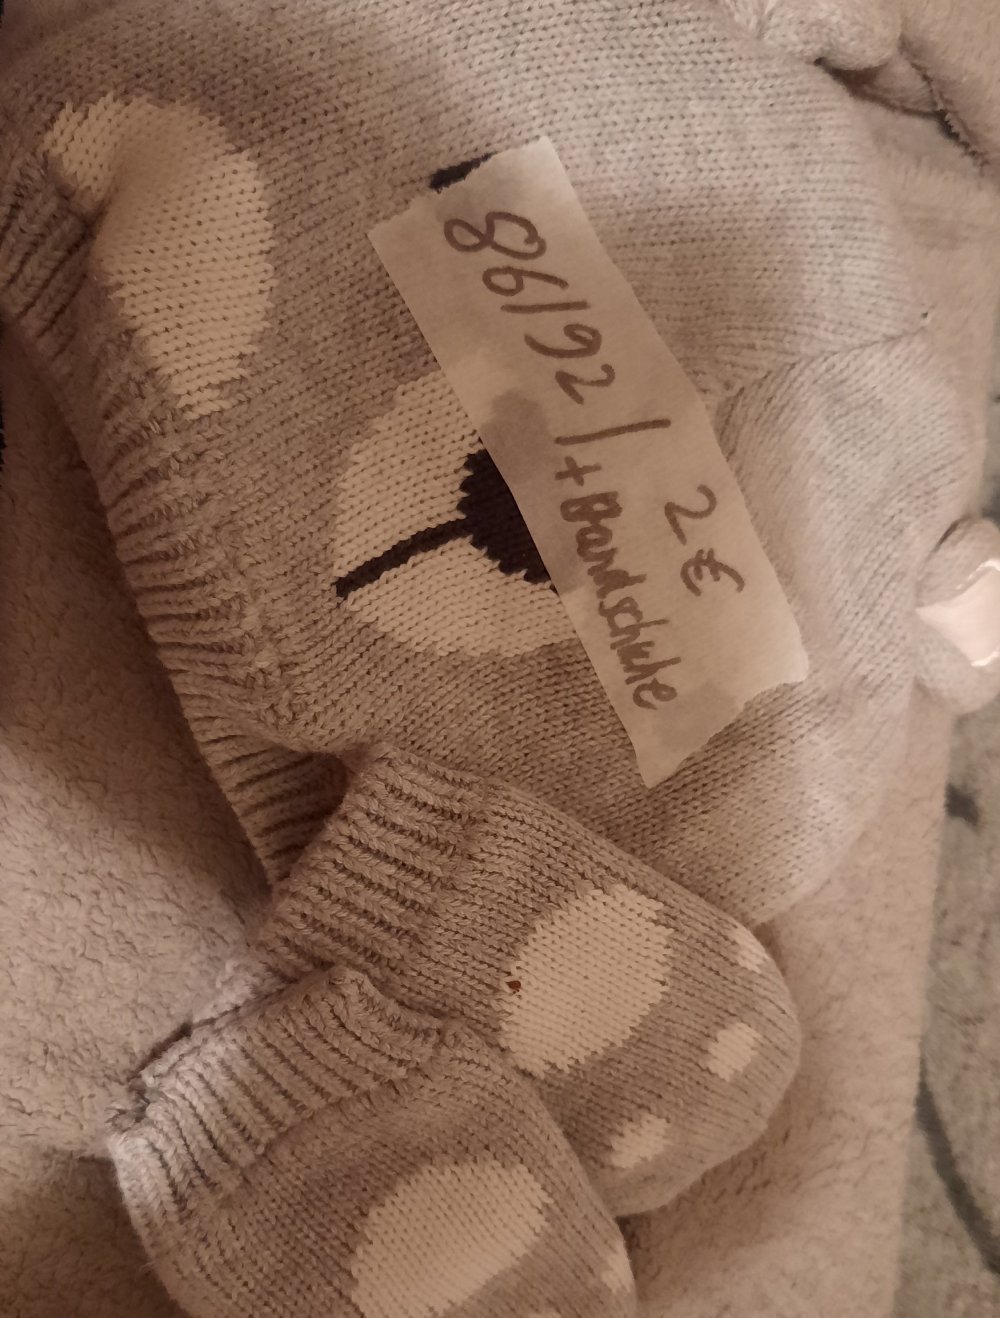 86/92 | 2€
+ Handschuhe